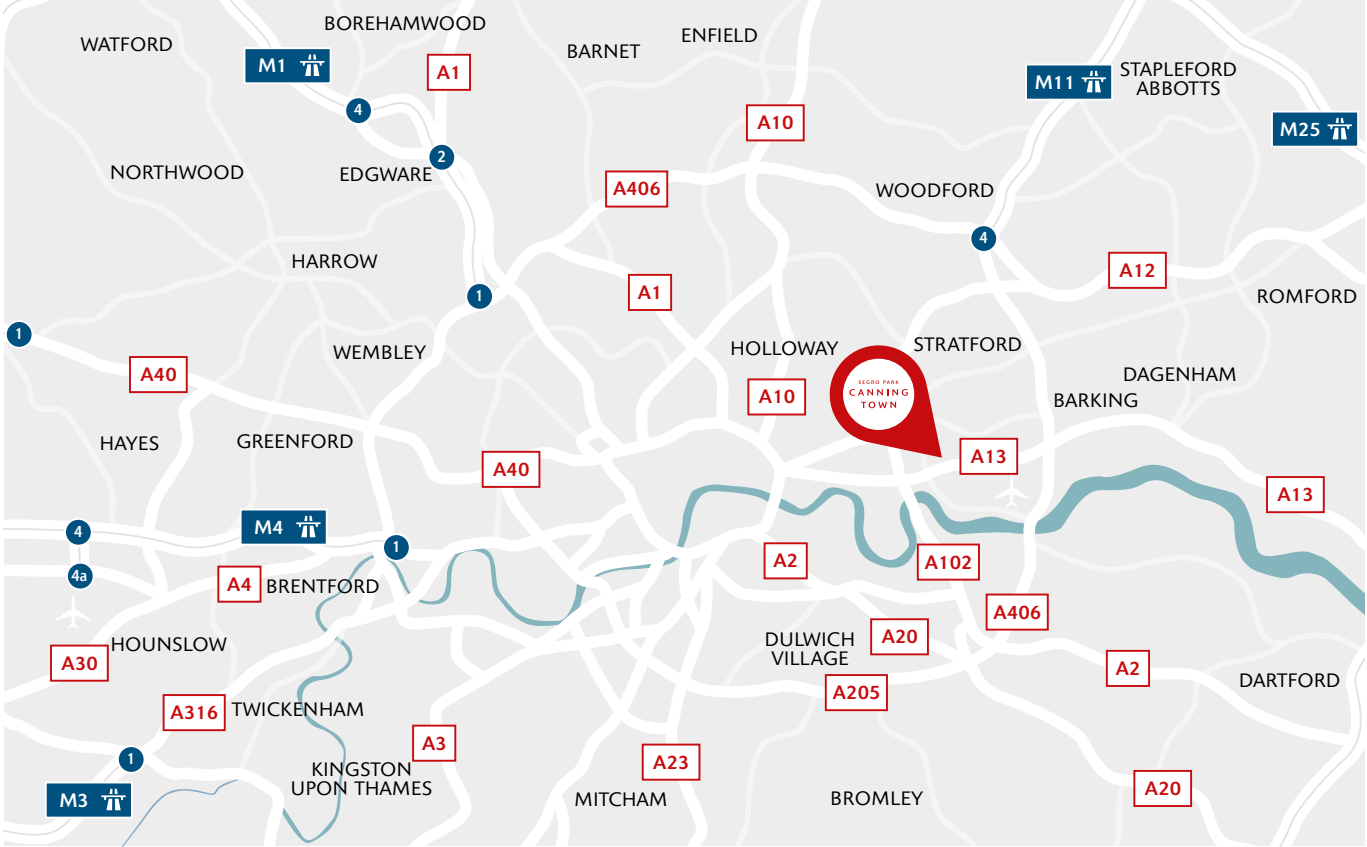 BOREHAMWOOD
WATFORD
ENFIELD
BARNET
M1
A1
STAPLEFORD
ABBOTTS
M11
4
A10
M25
2
NORTHWOOD
EDGWARE
A406
WOODFORD
4
HARROW
A12
A1
1
ROMFORD
1
WEMBLEY
HOLLOWAY
STRATFORD
A40
DAGENHAM
SEGRO PARK
CANNING
TOWN
A10
BARKING
HAYES
GREENFORD
A13
A40
A13
M4
4
1
A2
A102
4a
A4
BRENTFORD
A406
HOUNSLOW
DULWICH
VILLAGE
A20
A30
A2
DARTFORD
A205
A316
TWICKENHAM
A3
1
A23
KINGSTON
UPON THAMES
A20
M3
MITCHAM
BROMLEY